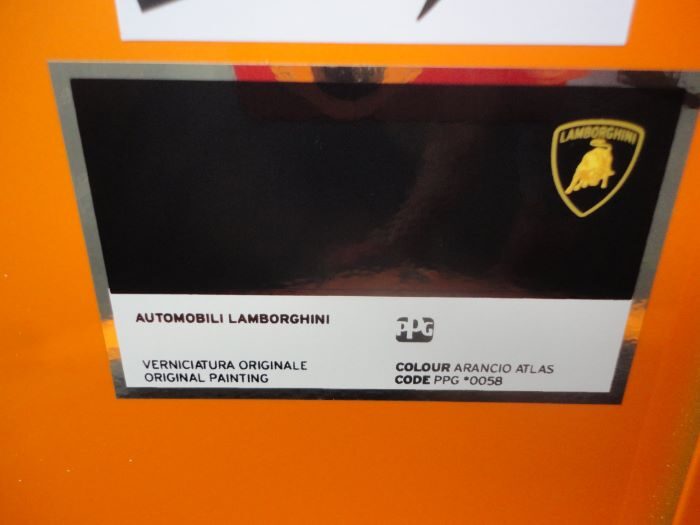 LAMBORGHINI
AUTOMOBILI LAMBORGHINI
PPG
VERNICIATURA ORIGINALE
ORIGINAL PAINTING
COLOUR ARANCIO ATLAS
CODE PPG *0058